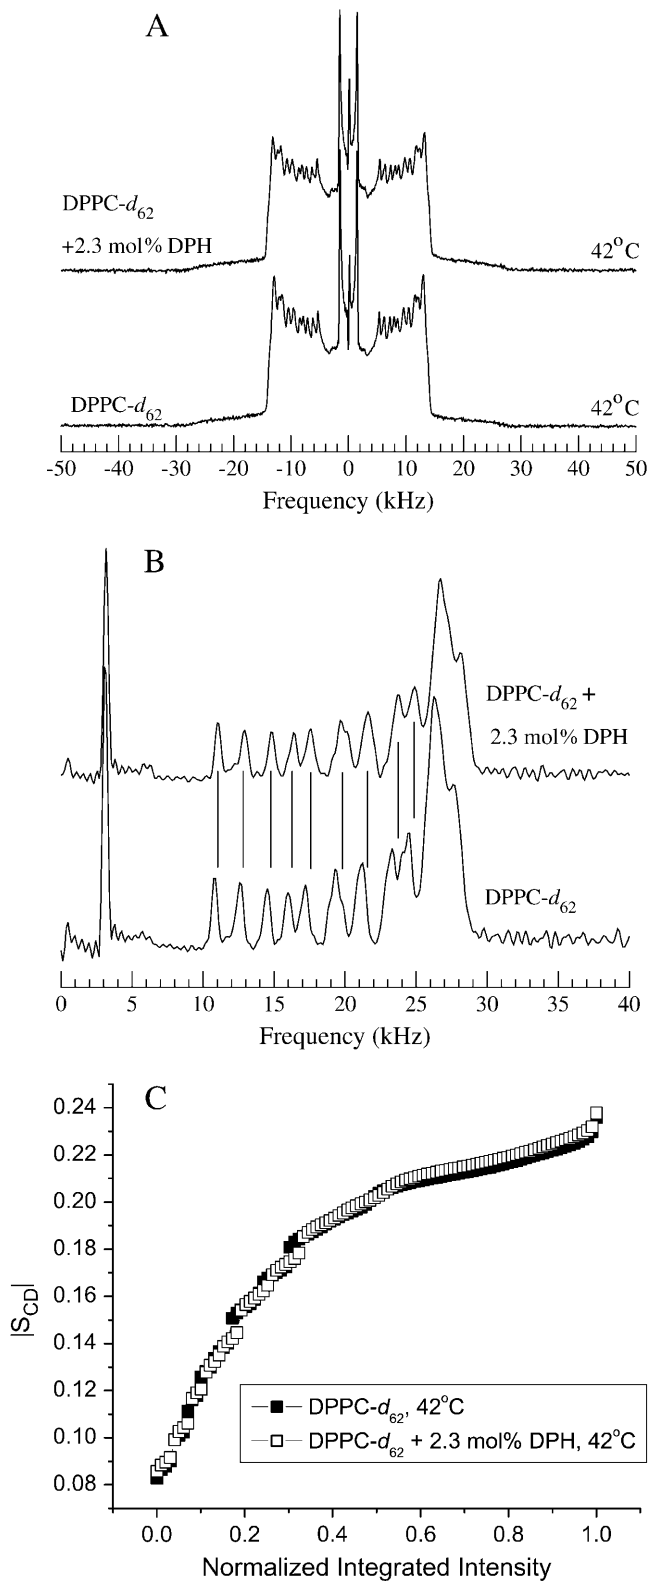 A
DPPC-d62
+2.3 mol% DPH
42°C
DPPC-d62
42°C
-50 -40 -30 -20 -10 0 10 20 30 40 50
Frequency (kHz)
B
DPPC-d62 +
2.3 mol% DPH
DPPC-d62
0 5 10 15 20 25 30 35 40
Frequency (kHz)
C
0.24
0.22
0.20
0.18
0.16
0.14
0.12
0.10
0.08
|SCD|
DPPC-d62, 42°C
DPPC-d62 + 2.3 mol% DPH, 42°C
0.0 0.2 0.4 0.6 0.8 1.0
Normalized Integrated Intensity